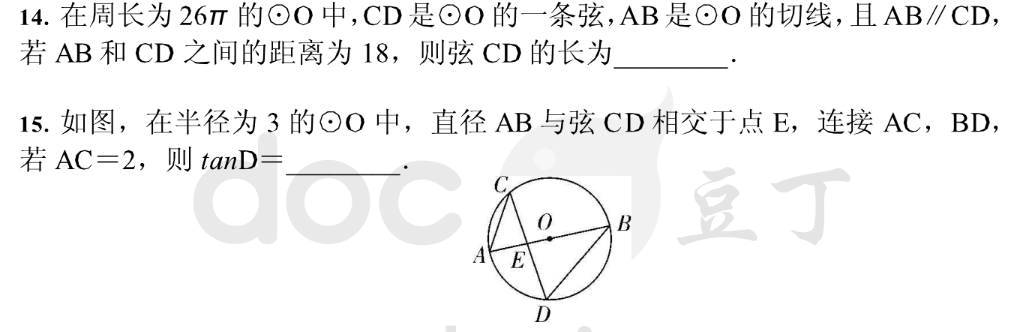 14. 在周长为 26π 的⊙O 中,CD 是⊙O 的一条弦,AB 是⊙O 的切线,且 AB∥CD,
若 AB 和 CD 之间的距离为 18，则弦 CD 的长为________.
15. 如图，在半径为 3 的⊙O 中，直径 AB 与弦 CD 相交于点 E，连接 AC，BD，
若 AC＝2，则 tanD＝________.
doc 豆丁
C
O
B
A
E
D